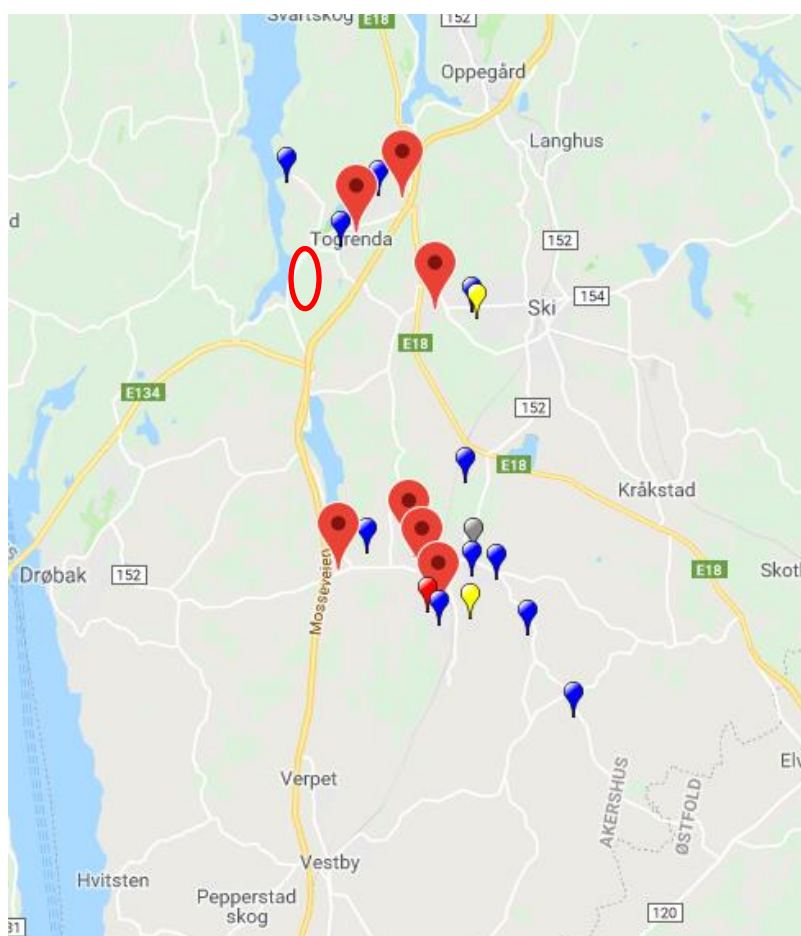 Svartskog
E18
152
Oppegård
Langhus
d
Togrenda
152
154
Ski
E18
E134
152
E18
Kråkstad
Drøbak
152
E18
Skotb
Mosseveien
Verpet
AKERSHUS
ØSTFOLD
Elv
Vestby
Hvitsten
Pepperstad
skog
120
31